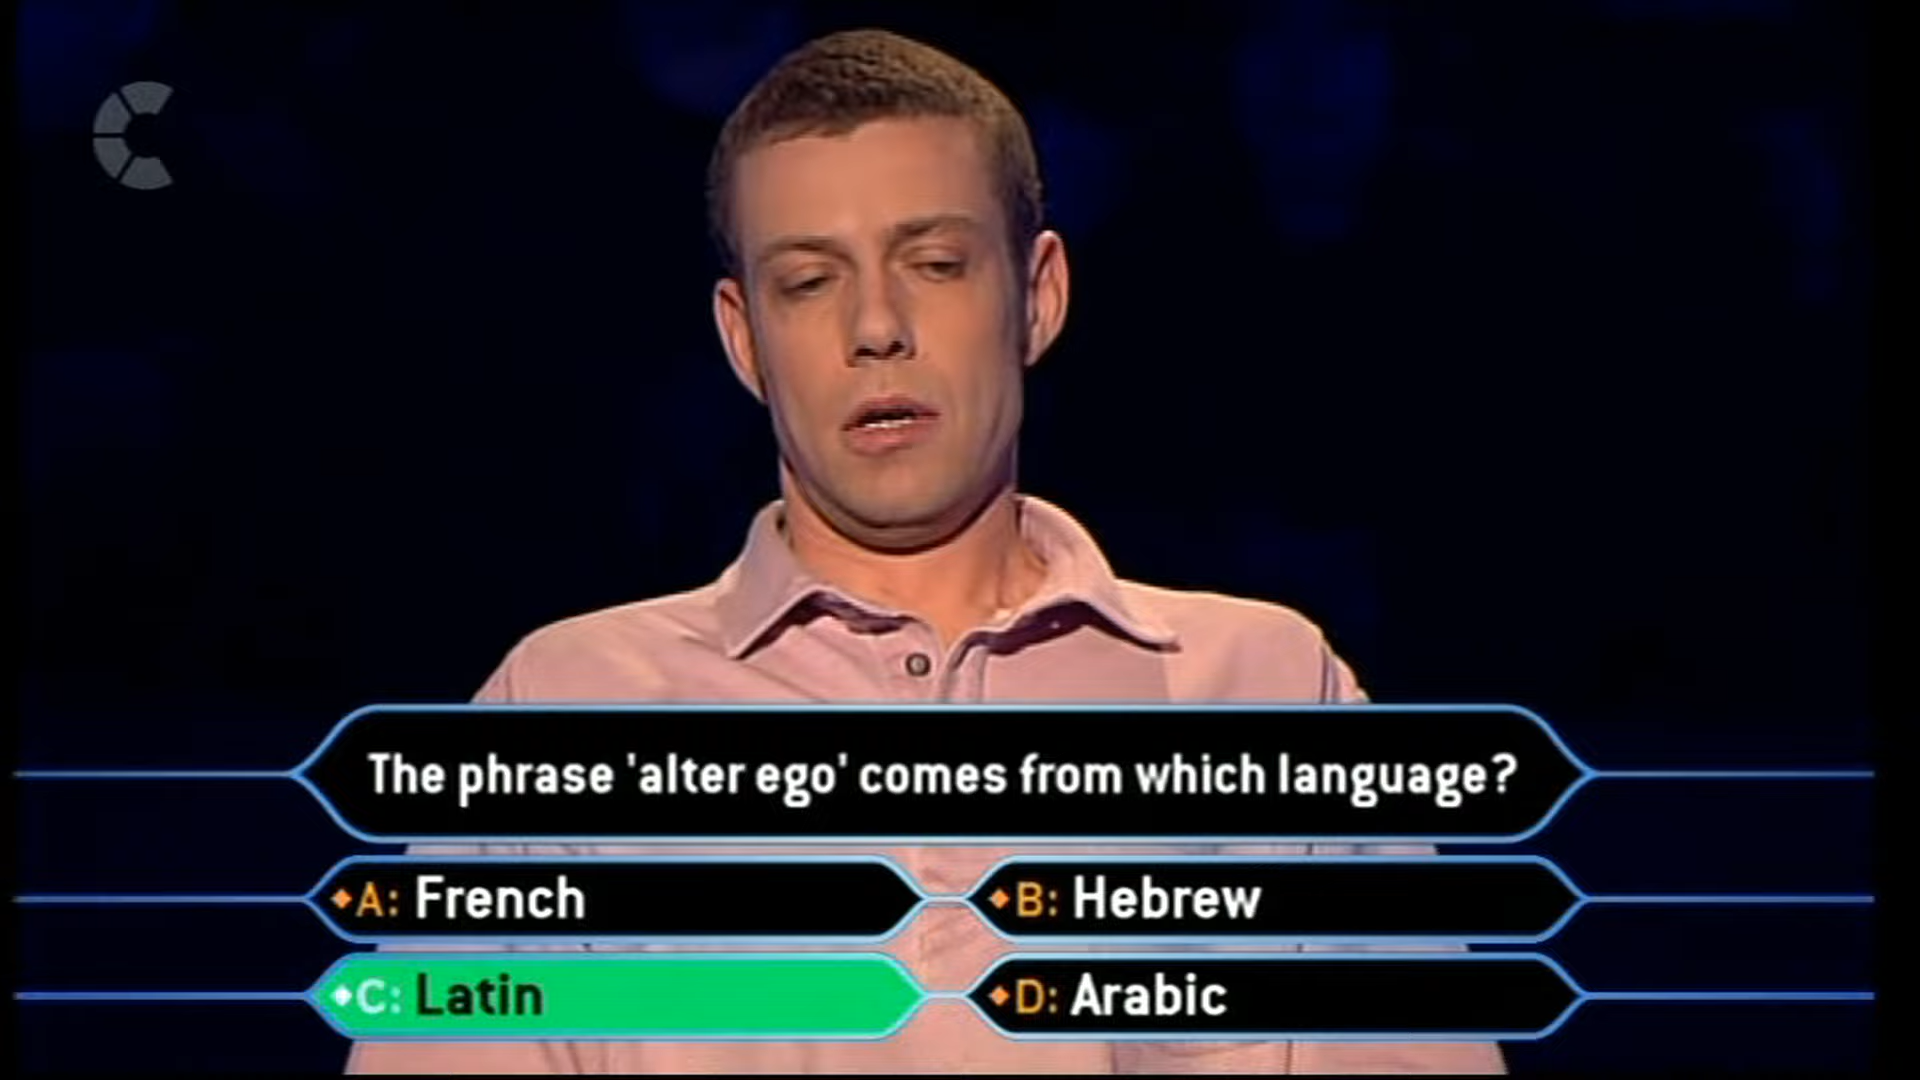 The phrase 'alter ego' comes from which language?
A: French
B: Hebrew
C: Latin
D: Arabic